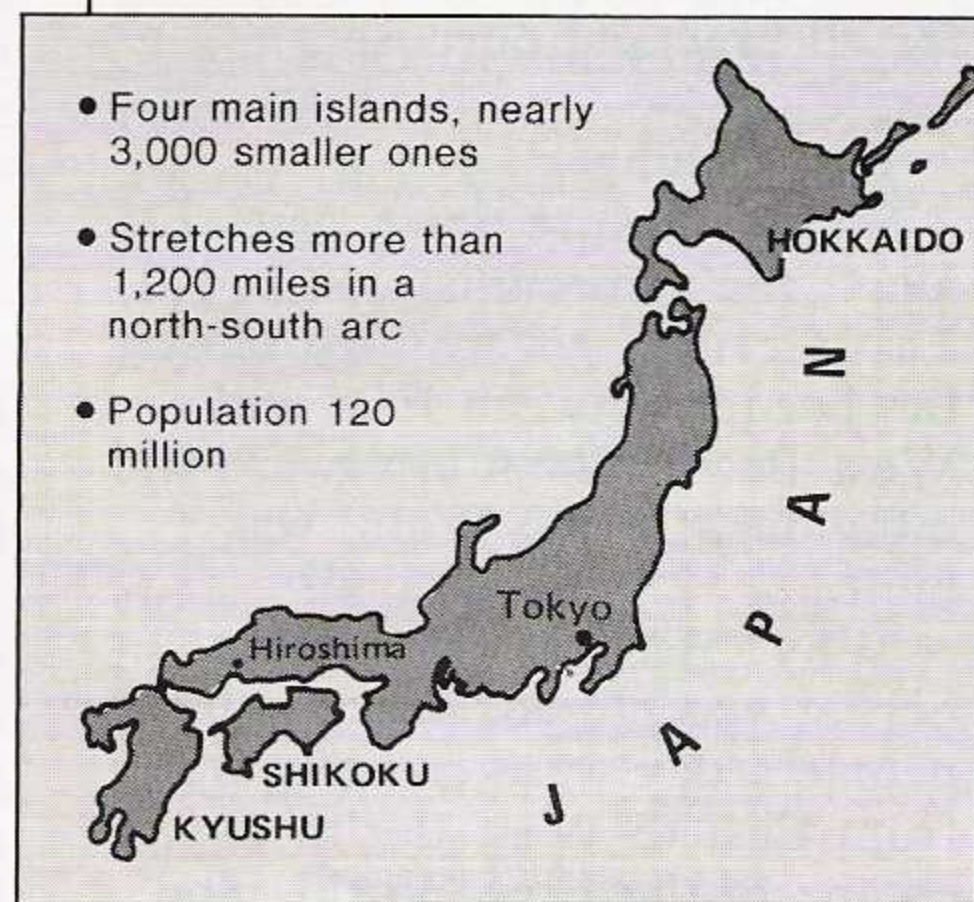 • Four main islands, nearly
3,000 smaller ones
• Stretches more than
1,200 miles in a
north-south arc
• Population 120
million
HOKKAIDO
JAPAN
Tokyo
Hiroshima
SHIKOKU
KYUSHU